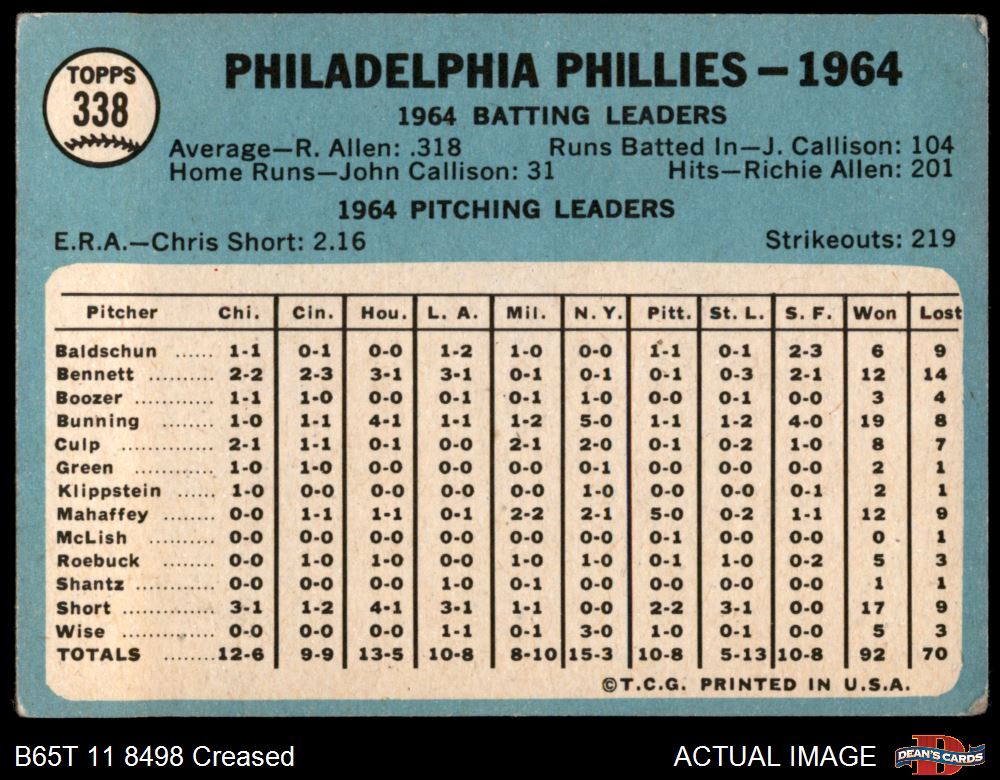 TOPPS
338
PHILADELPHIA PHILLIES — 1964
1964 BATTING LEADERS
Average—R. Allen: .318 Runs Batted In—J. Callison: 104
Home Runs—John Callison: 31 Hits—Richie Allen: 201
1964 PITCHING LEADERS
E.R.A.—Chris Short: 2.16 Strikeouts: 219
Pitcher Chi. Cin. Hou. L. A. Mil. N. Y. Pitt. St. L. S. F. Won Lost
Baldschun ...... 1-1 0-1 0-0 1-2 1-0 0-0 1-1 0-1 2-3 6 9
Bennett .......... 2-2 2-3 3-1 3-1 0-1 0-1 0-1 0-3 2-1 12 14
Boozer ............ 1-1 1-0 0-0 0-1 0-1 1-0 0-0 0-1 0-0 3 4
Bunning .......... 1-0 1-1 4-1 1-1 1-2 5-0 1-1 1-2 4-0 19 8
Culp ................ 2-1 1-1 0-1 0-0 2-1 2-0 0-1 0-2 1-0 8 7
Green .............. 1-0 1-0 0-0 0-0 0-0 0-1 0-0 0-0 0-0 2 1
Klippstein ...... 1-0 0-0 0-0 0-0 0-0 1-0 0-0 0-0 0-1 2 1
Mahaffey ........ 0-0 1-1 1-1 0-1 2-2 2-1 5-0 0-2 1-1 12 9
McLish ............ 0-0 0-0 0-0 0-0 0-0 0-0 0-1 0-0 0-0 0 1
Roebuck .......... 0-0 1-0 1-0 0-0 1-0 1-0 0-1 1-0 0-2 5 3
Shantz ............ 0-0 0-0 0-0 1-0 0-1 0-0 0-0 0-0 0-0 1 1
Short .............. 3-1 1-2 4-1 3-1 1-1 0-0 2-2 3-1 0-0 17 9
Wise ................ 0-0 0-0 0-0 1-1 0-1 3-0 1-0 0-1 0-0 5 3
TOTALS ........ 12-6 9-9 13-5 10-8 8-10 15-3 10-8 5-13 10-8 92 70
©T.C.G. PRINTED IN U.S.A.
B65T 11 8498 Creased ACTUAL IMAGE
DEAN'S CARDS